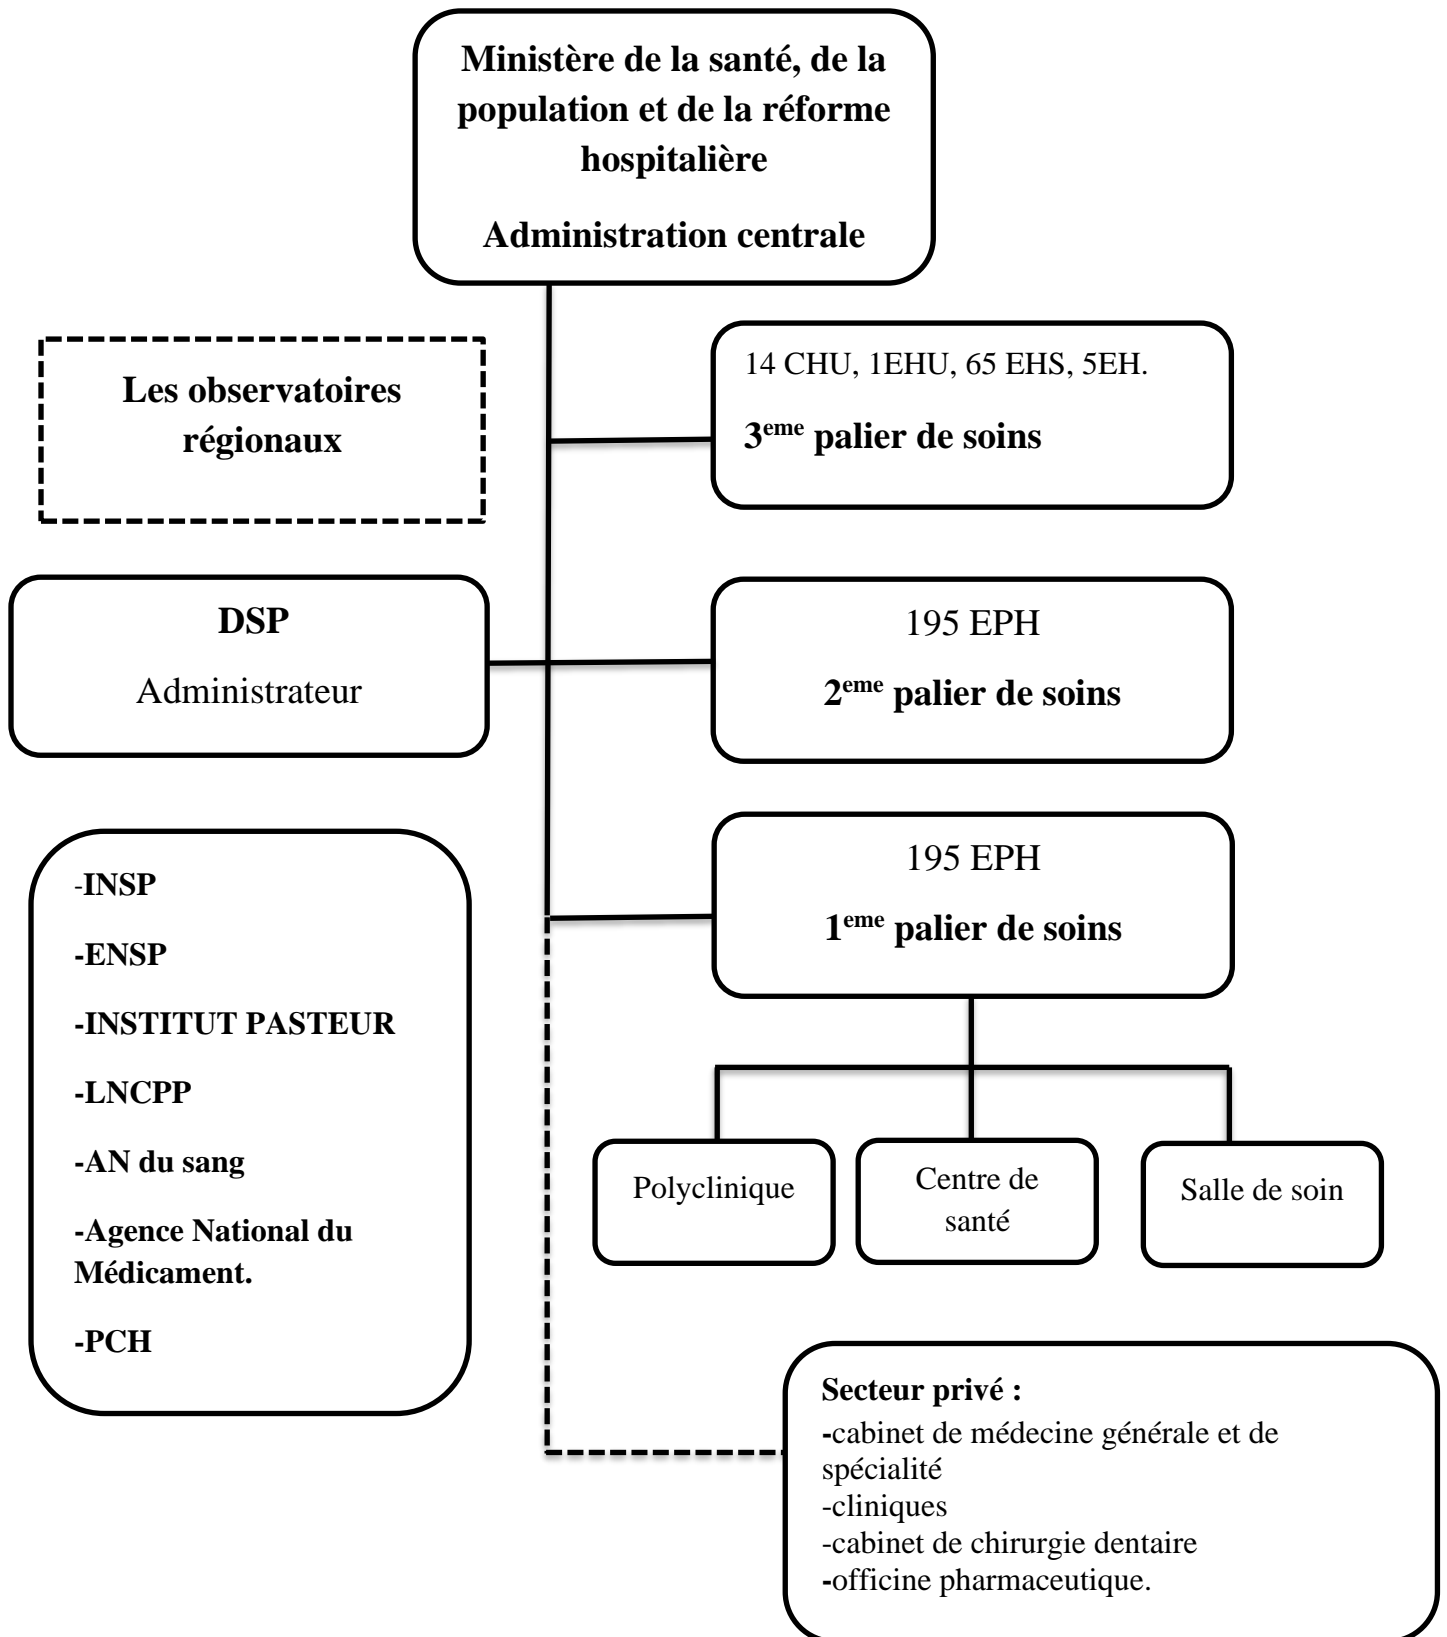 Ministère de la santé, de la
population et de la réforme
hospitalière
Administration centrale
Les observatoires
régionaux
14 CHU, 1EHU, 65 EHS, 5EH.
3eme palier de soins
DSP
Administrateur
195 EPH
2eme palier de soins
195 EPH
1eme palier de soins
-INSP
-ENSP
-INSTITUT PASTEUR
-LNCPP
-AN du sang
-Agence National du
Médicament.
-PCH
Polyclinique
Centre de
santé
Salle de soin
Secteur privé :
-cabinet de médecine générale et de
spécialité
-cliniques
-cabinet de chirurgie dentaire
-officine pharmaceutique.